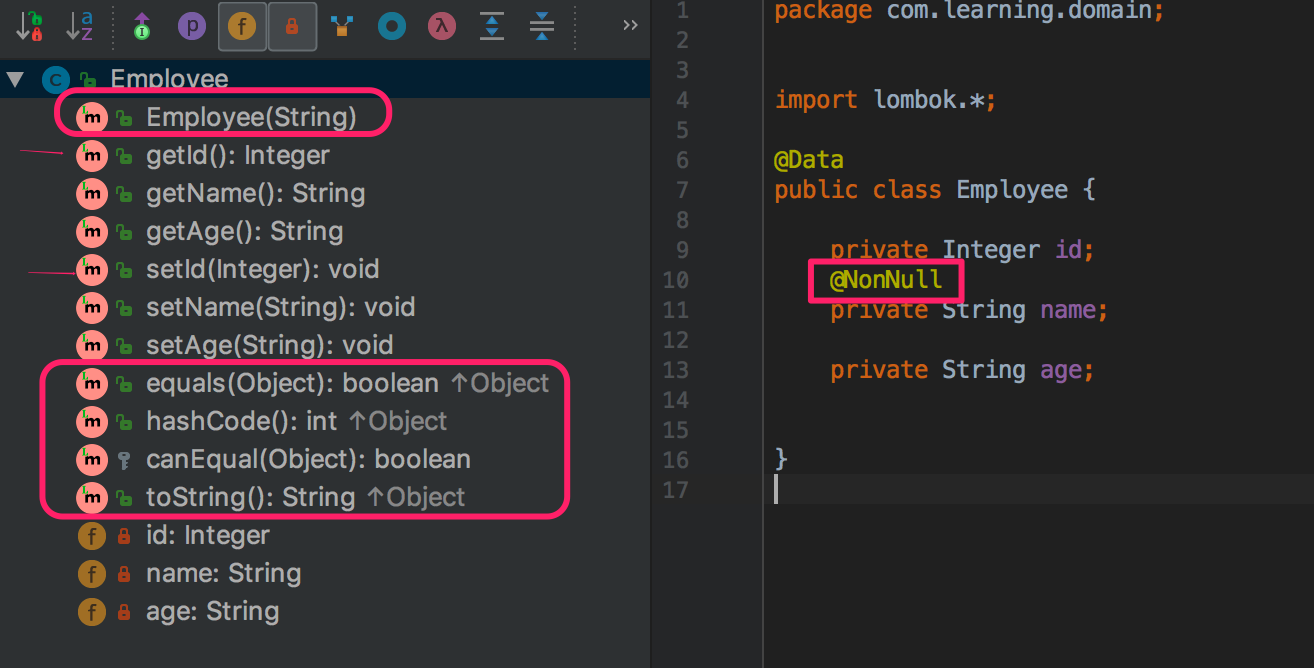 Employee
Employee(String)
getId(): Integer
getName(): String
getAge(): String
setId(Integer): void
setName(String): void
setAge(String): void
equals(Object): boolean ↑Object
hashCode(): int ↑Object
canEqual(Object): boolean
toString(): String ↑Object
id: Integer
name: String
age: String
1 package com.learning.domain;
2
3
4 import lombok.*;
5
6 @Data
7 public class Employee {
8
9 private Integer id;
10 @NonNull
11 private String name;
12
13 private String age;
14
15
16 }
17